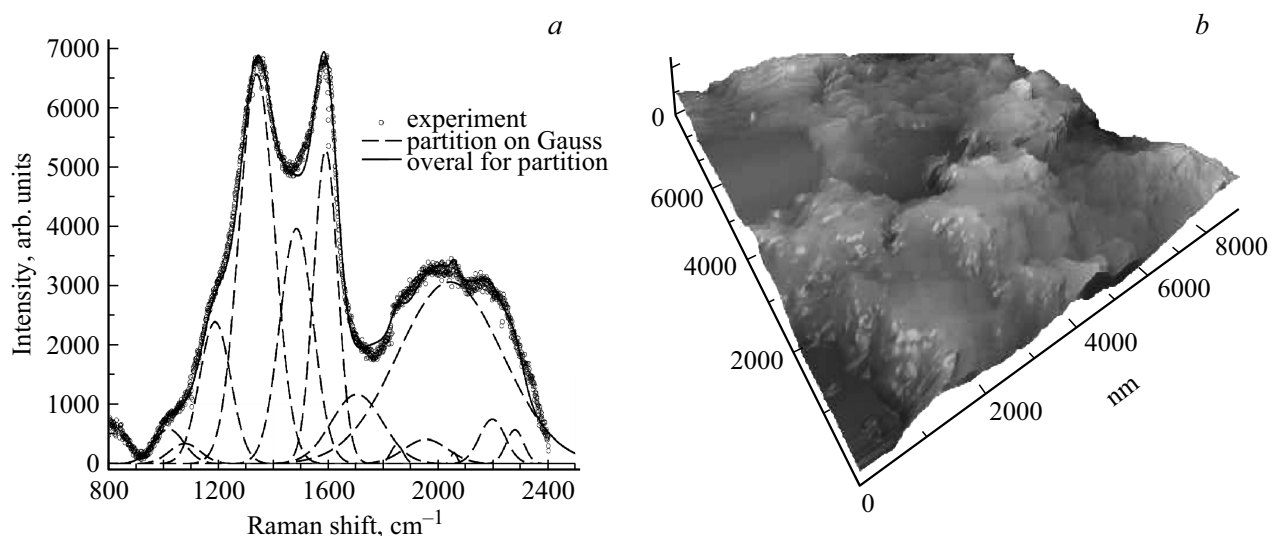 a
b
7000
6000
5000
4000
3000
2000
1000
0
Intensity, arb. units
experiment
partition on Gauss
overal for partition
800
1200
1600
2000
2400
Raman shift, cm⁻¹
0
6000
4000
2000
0
2000
4000
6000
8000
nm